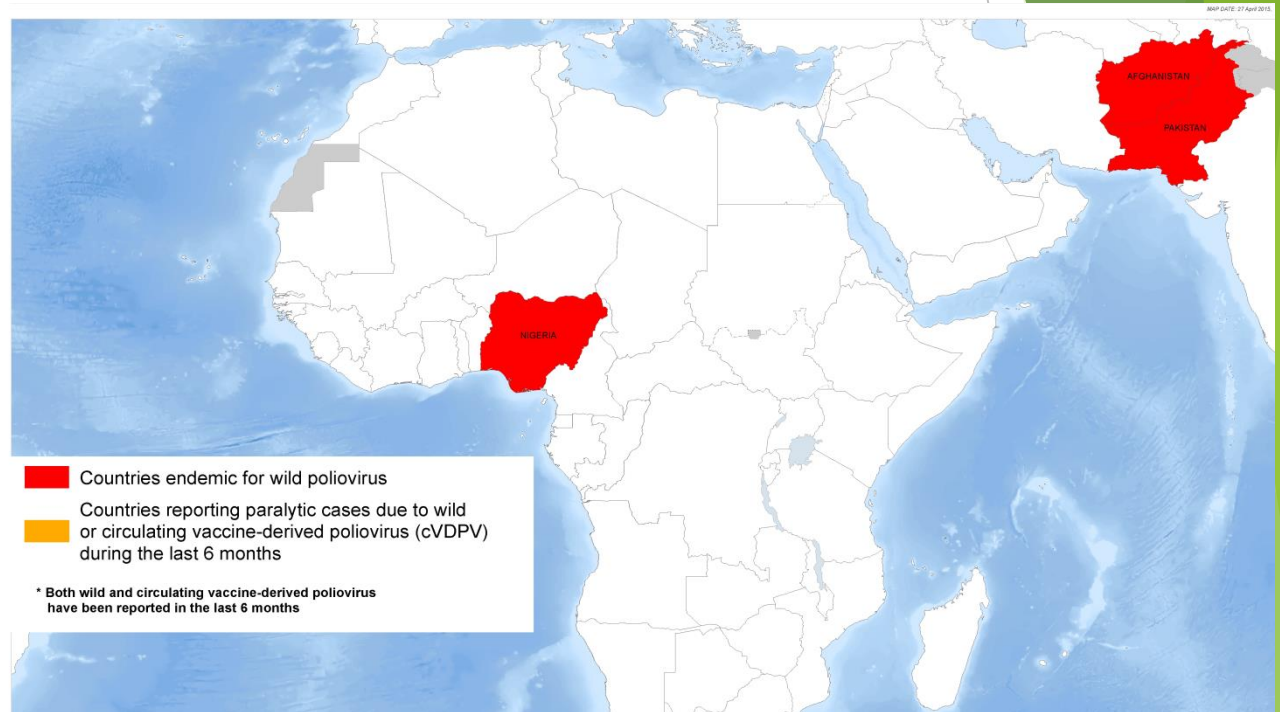 MAP DATE: 27 April 2015.
AFGHANISTAN
PAKISTAN
NIGERIA
Countries endemic for wild poliovirus
Countries reporting paralytic cases due to wild
or circulating vaccine-derived poliovirus (cVDPV)
during the last 6 months
* Both wild and circulating vaccine-derived poliovirus
have been reported in the last 6 months